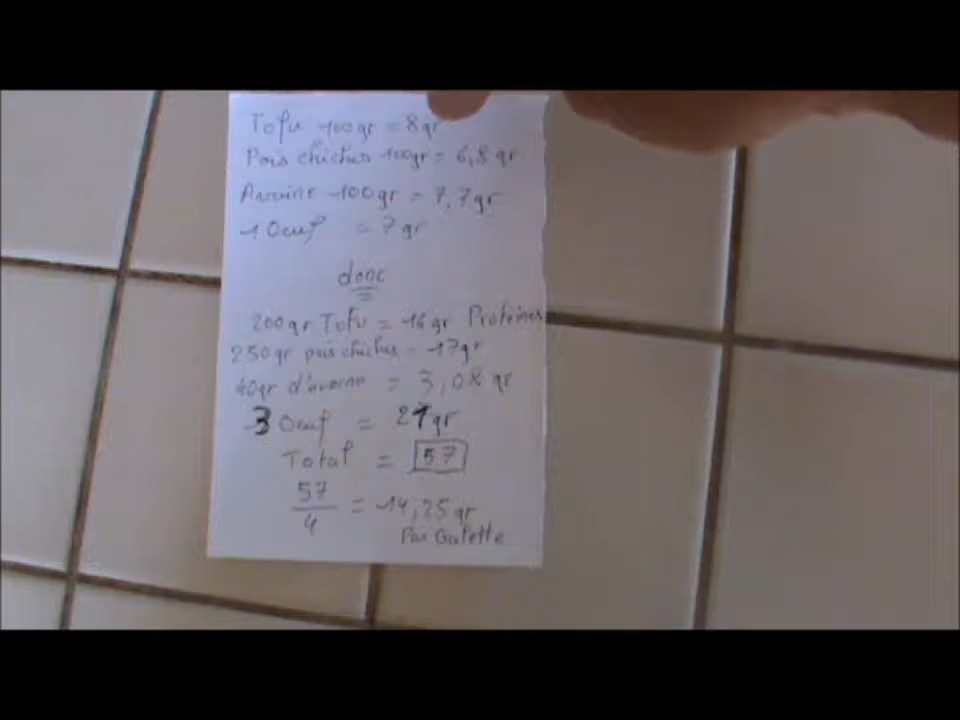 Tofu 100gr = 8gr
Pois chiches 100gr = 6,8 gr
Avoine 100gr = 7,7gr
1 Oeuf = 7 gr
donc
200gr Tofu = 16gr Protéines
250gr pois chiches = 17gr
40gr d'avoine = 3,08 gr
3 Oeuf = 21gr
Total = 57
57
4
= 14,25 gr
Par Galette